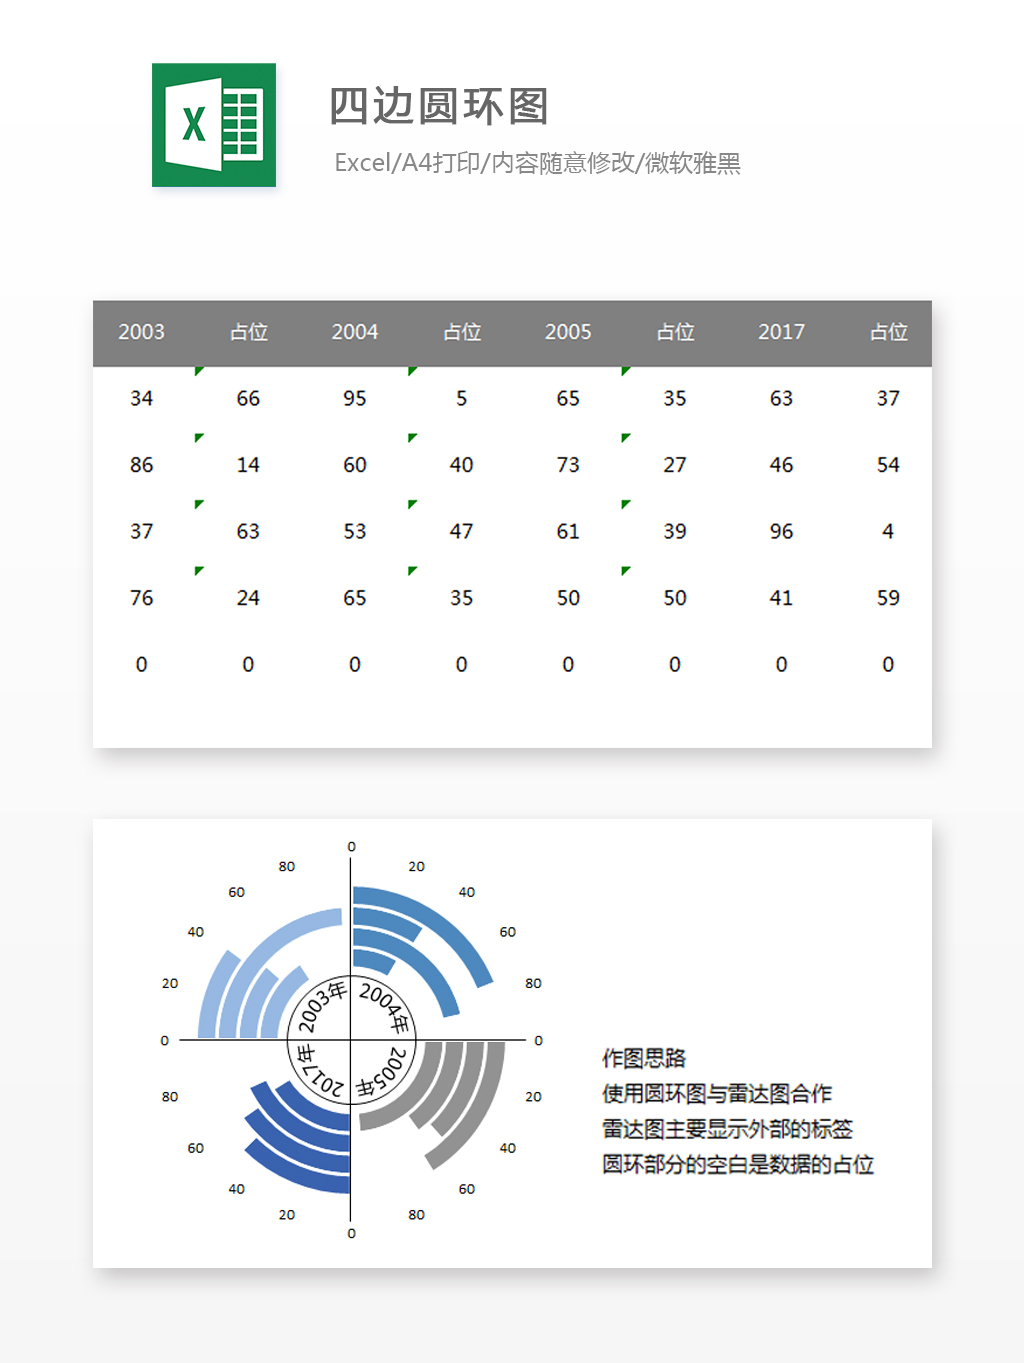 X
四边圆环图
Excel/A4打印/内容随意修改/微软雅黑
2003 占位 2004 占位 2005 占位 2017 占位
34 66 95 5 65 35 63 37
86 14 60 40 73 27 46 54
37 63 53 47 61 39 96 4
76 24 65 35 50 50 41 59
0 0 0 0 0 0 0 0
0
80 20
60 40
40 60
20 80
2003年 2004年
0 0
2017年 2005年
80 20
60 40
40 60
20 80
0
作图思路
使用圆环图与雷达图合作
雷达图主要显示外部的标签
圆环部分的空白是数据的占位